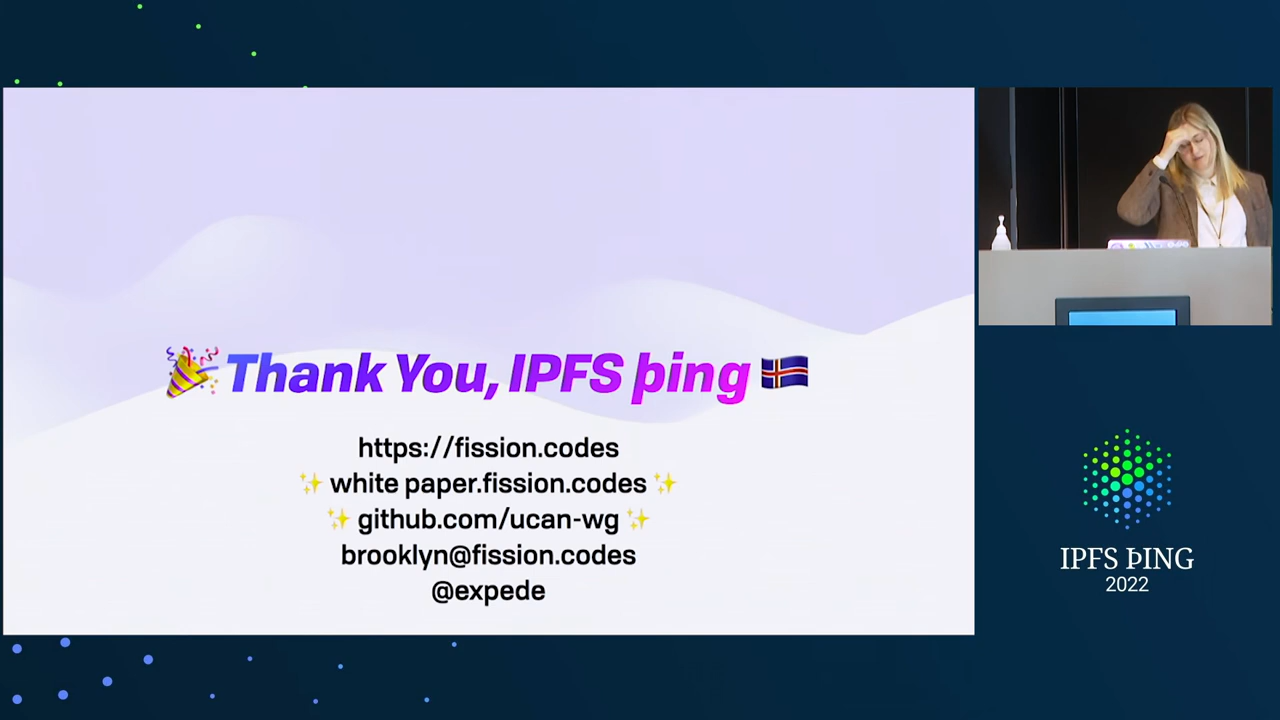 Thank You, IPFS þing
https://fission.codes
white paper.fission.codes
github.com/ucan-wg
brooklyn@fission.codes
@expede
IPFS ÞING
2022